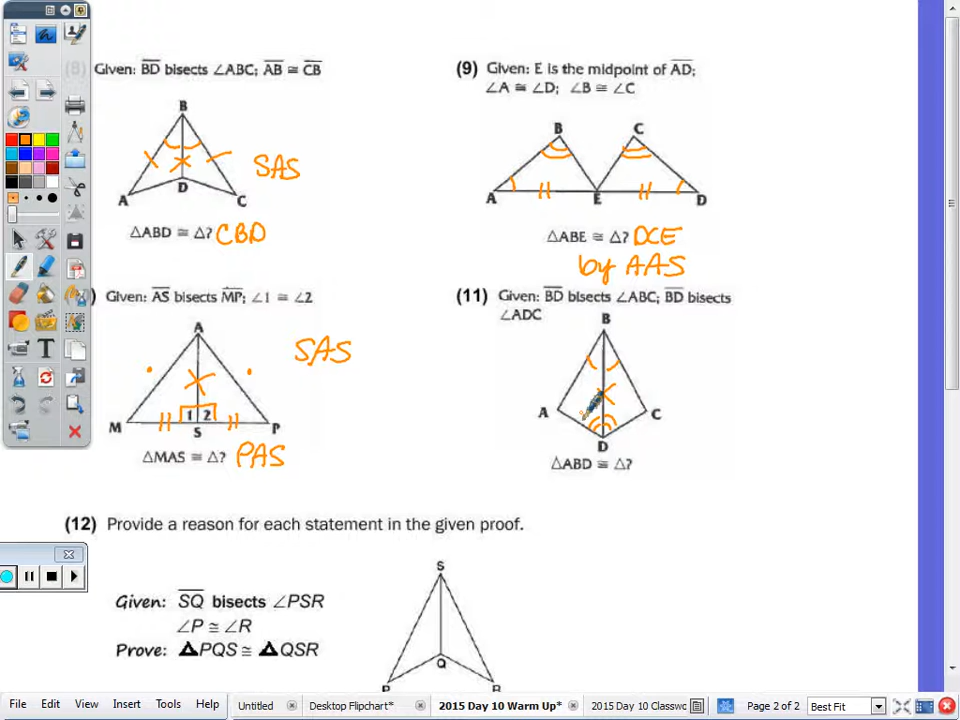 (8) Given: BD bisects ∠ABC; AB ≅ CB
B
A
D
C
SAS
△ABD ≅ △? CBD
(9) Given: E is the midpoint of AD;
∠A ≅ ∠D; ∠B ≅ ∠C
B
C
A
E
D
△ABE ≅ △? DCE
by AAS
) Given: AS bisects MP; ∠1 ≅ ∠2
A
SAS
1 2
M
S
P
△MAS ≅ △? PAS
(11) Given: BD bisects ∠ABC; BD bisects
∠ADC
B
A
C
D
△ABD ≅ △?
(12) Provide a reason for each statement in the given proof.
Given: SQ bisects ∠PSR
∠P ≅ ∠R
Prove: △PQS ≅ △QSR
S
Q
P
R
File Edit View Insert Tools Help
Untitled
Desktop Flipchart*
2015 Day 10 Warm Up*
2015 Day 10 Classwo
Page 2 of 2
Best Fit